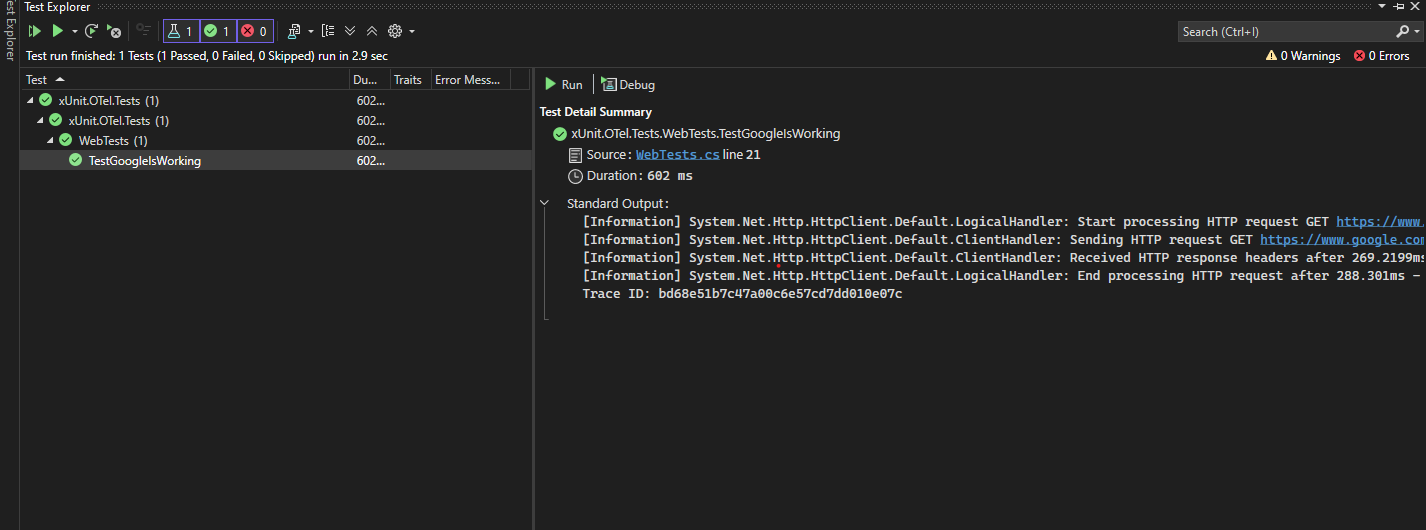 Test Explorer
Test Explorer
1 1 0
Search (Ctrl+I)
Test run finished: 1 Tests (1 Passed, 0 Failed, 0 Skipped) run in 2.9 sec
0 Warnings 0 Errors
Test Du... Traits Error Mess...
xUnit.OTel.Tests (1) 602...
xUnit.OTel.Tests (1) 602...
WebTests (1) 602...
TestGoogleIsWorking 602...
Run Debug
Test Detail Summary
xUnit.OTel.Tests.WebTests.TestGoogleIsWorking
Source: WebTests.cs line 21
Duration: 602 ms
Standard Output:
[Information] System.Net.Http.HttpClient.Default.LogicalHandler: Start processing HTTP request GET https://www.
[Information] System.Net.Http.HttpClient.Default.ClientHandler: Sending HTTP request GET https://www.google.com
[Information] System.Net.Http.HttpClient.Default.ClientHandler: Received HTTP response headers after 269.2199ms
[Information] System.Net.Http.HttpClient.Default.LogicalHandler: End processing HTTP request after 288.301ms -
Trace ID: bd68e51b7c47a00c6e57cd7dd010e07c